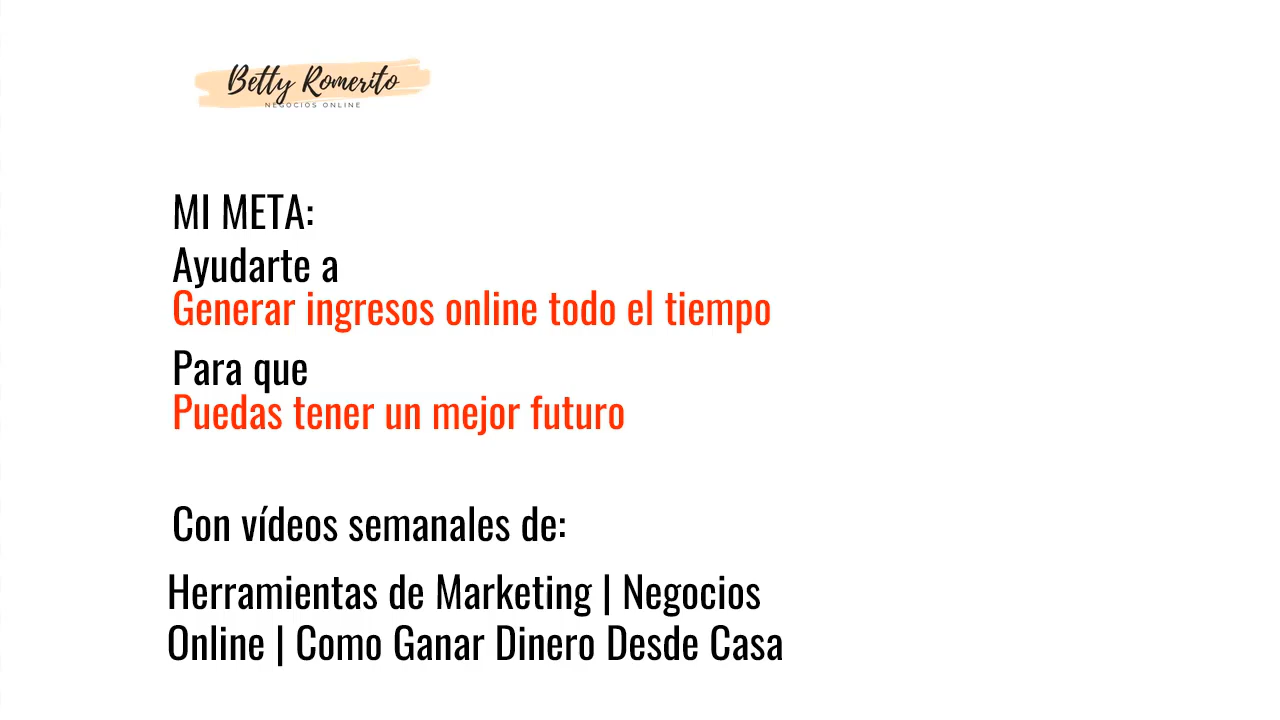 Betty Romerito
NEGOCIOS ONLINE
MI META:
Ayudarte a
Generar ingresos online todo el tiempo
Para que
Puedas tener un mejor futuro
Con vídeos semanales de:
Herramientas de Marketing | Negocios
Online | Como Ganar Dinero Desde Casa